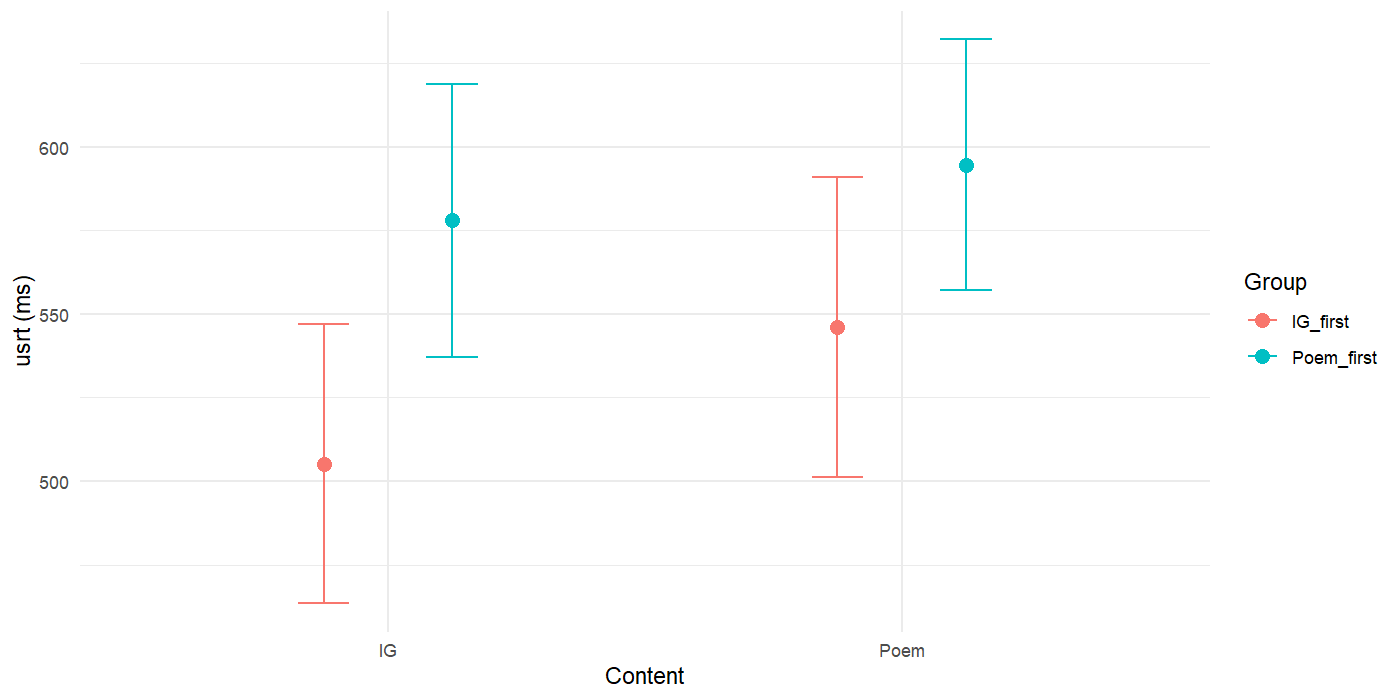 usrt (ms)
600
550
500
IG
Poem
Content
Group
IG_first
Poem_first